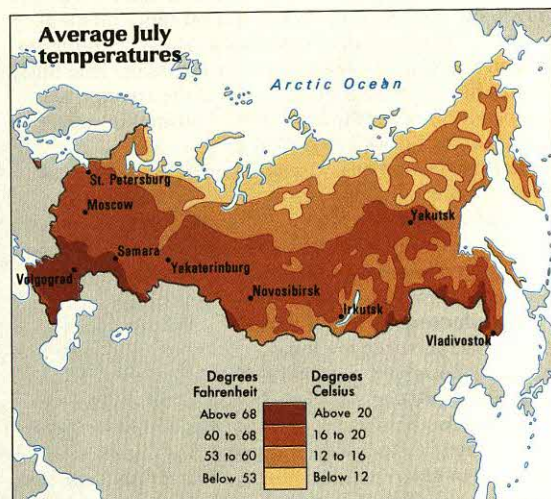 Average July
temperatures
Arctic Ocean
St. Petersburg
Moscow
Yakutsk
Samara
Yekaterinburg
Volgograd
Novosibirsk
Irkutsk
Vladivostok
Degrees
Fahrenheit
Degrees
Celsius
Above 68
Above 20
60 to 68
16 to 20
53 to 60
12 to 16
Below 53
Below 12